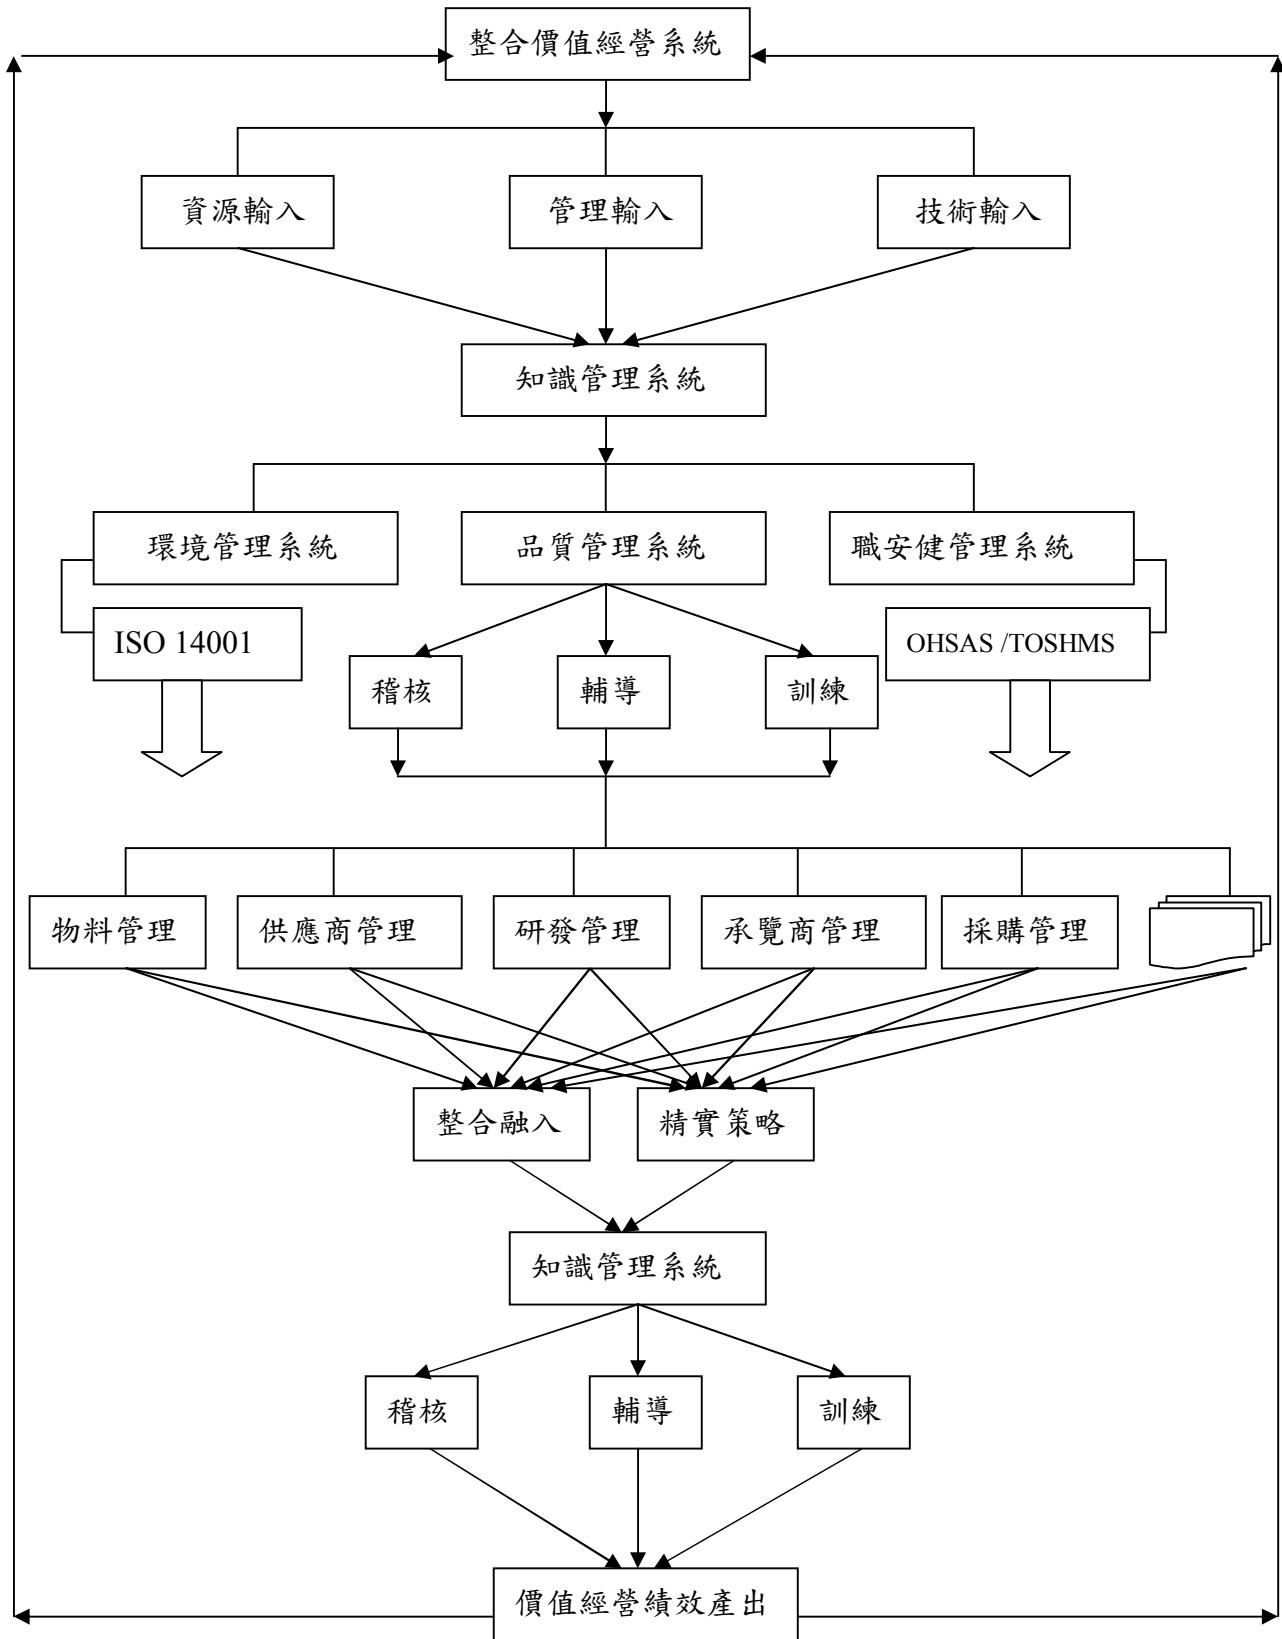 整合價值經營系統
資源輸入
管理輸入
技術輸入
知識管理系統
環境管理系統
品質管理系統
職安健管理系統
ISO 14001
OHSAS /TOSHMS
稽核
輔導
訓練
物料管理
供應商管理
研發管理
承覽商管理
採購管理
整合融入
精實策略
知識管理系統
稽核
輔導
訓練
價值經營績效產出